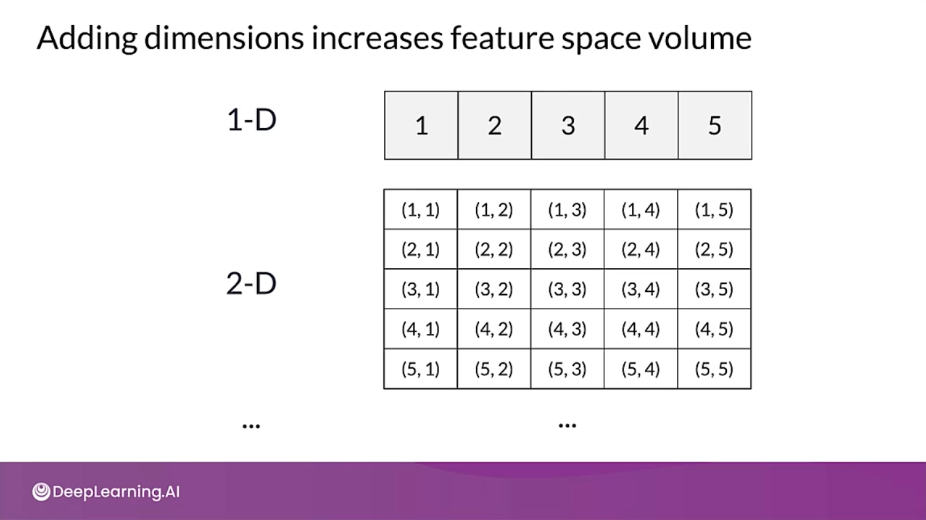 Adding dimensions increases feature space volume
1-D
1 2 3 4 5
2-D
(1, 1) (1, 2) (1, 3) (1, 4) (1, 5)
(2, 1) (2, 2) (2, 3) (2, 4) (2, 5)
(3, 1) (3, 2) (3, 3) (3, 4) (3, 5)
(4, 1) (4, 2) (4, 3) (4, 4) (4, 5)
(5, 1) (5, 2) (5, 3) (5, 4) (5, 5)
... ...
DeepLearning.AI